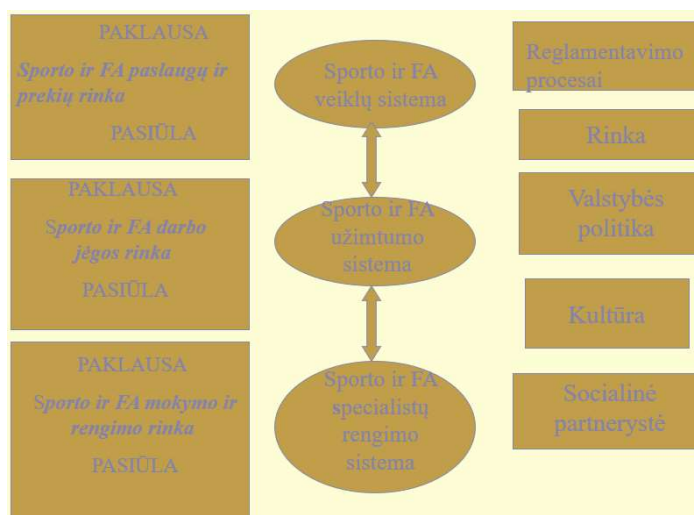 PAKLAUSA
Sporto ir FA paslaugų ir
prekių rinka
PASIŪLA
PAKLAUSA
Sporto ir FA darbo
jėgos rinka
PASIŪLA
PAKLAUSA
Sporto ir FA mokymo ir
rengimo rinka
PASIŪLA
Sporto ir FA
veiklų sistema
Sporto ir FA
užimtumo
sistema
Sporto ir FA
specialistų
rengimo
sistema
Reglamentavimo
procesai
Rinka
Valstybės
politika
Kultūra
Socialinė
partnerystė